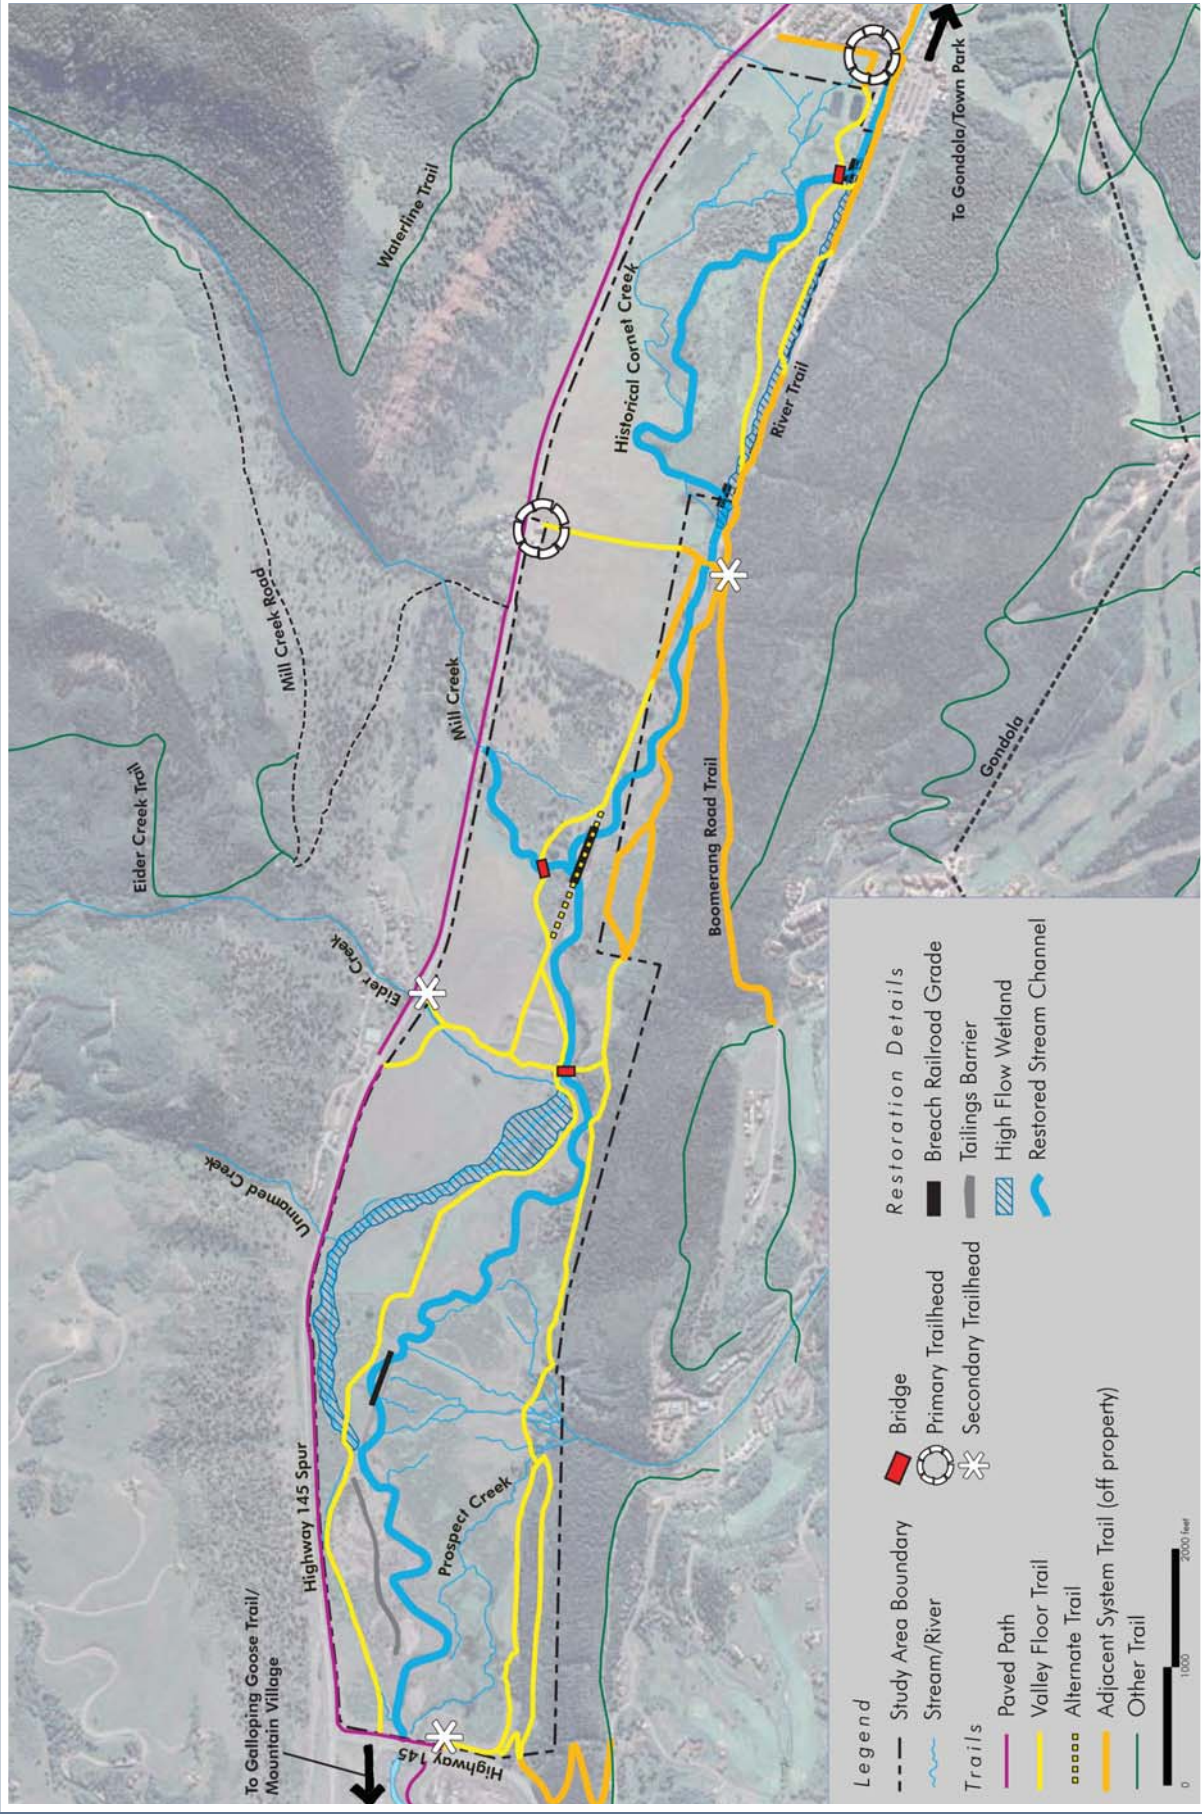 To Galloping Goose Trail/
Mountain Village
Highway 145 Spur
Highway 145
Prospect Creek
Unnamed Creek
Eider Creek
Eider Creek Trail
Mill Creek Road
Mill Creek
Waterline Trail
Historical Cornet Creek
River Trail
Boomerang Road Trail
Gondola
To Gondola/Town Park
Legend
Study Area Boundary
Stream/River
Trails
Paved Path
Valley Floor Trail
Alternate Trail
Adjacent System Trail (off property)
Other Trail
Bridge
Primary Trailhead
Secondary Trailhead
Restoration Details
Breach Railroad Grade
Tailings Barrier
High Flow Wetland
Restored Stream Channel
0
1000
2000 feet